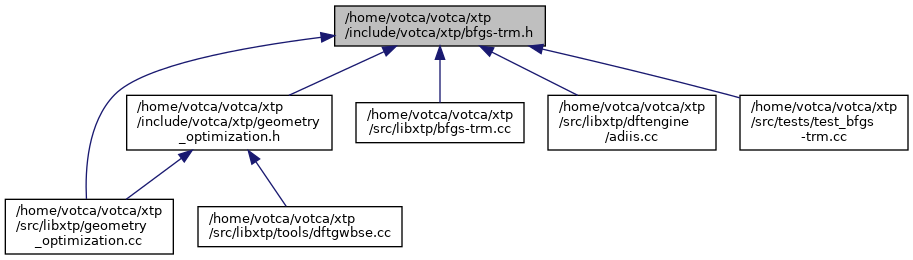 /home/votca/votca/xtp
/include/votca/xtp/bfgs-trm.h
/home/votca/votca/xtp
/include/votca/xtp/geometry
_optimization.h
/home/votca/votca/xtp
/src/libxtp/bfgs-trm.cc
/home/votca/votca/xtp
/src/libxtp/dftengine
/adiis.cc
/home/votca/votca/xtp
/src/tests/test_bfgs
-trm.cc
/home/votca/votca/xtp
/src/libxtp/geometry
_optimization.cc
/home/votca/votca/xtp
/src/libxtp/tools/dftgwbse.cc